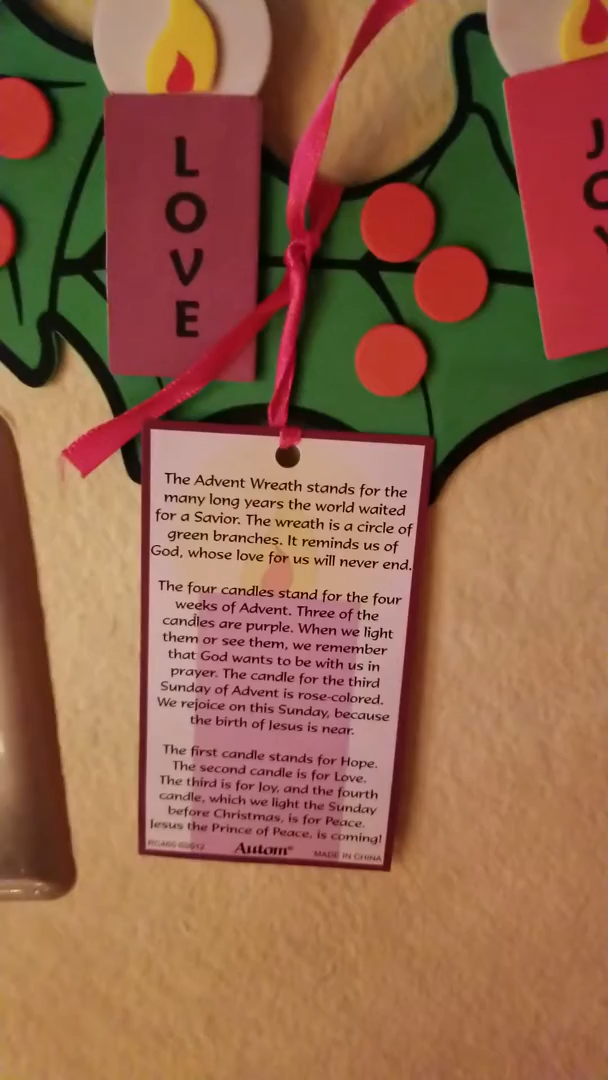 L
O
V
E
J
O
Y
The Advent Wreath stands for the
many long years the world waited
for a Savior. The wreath is a circle of
green branches. It reminds us of
God, whose love for us will never end.
The four candles stand for the four
weeks of Advent. Three of the
candles are purple. When we light
them or see them, we remember
that God wants to be with us in
prayer. The candle for the third
Sunday of Advent is rose-colored.
We rejoice on this Sunday, because
the birth of Jesus is near.
The first candle stands for Hope.
The second candle is for Love.
The third is for Joy, and the fourth
candle, which we light the Sunday
before Christmas, is for Peace.
Jesus the Prince of Peace, is coming!
Autom®
MADE IN CHINA